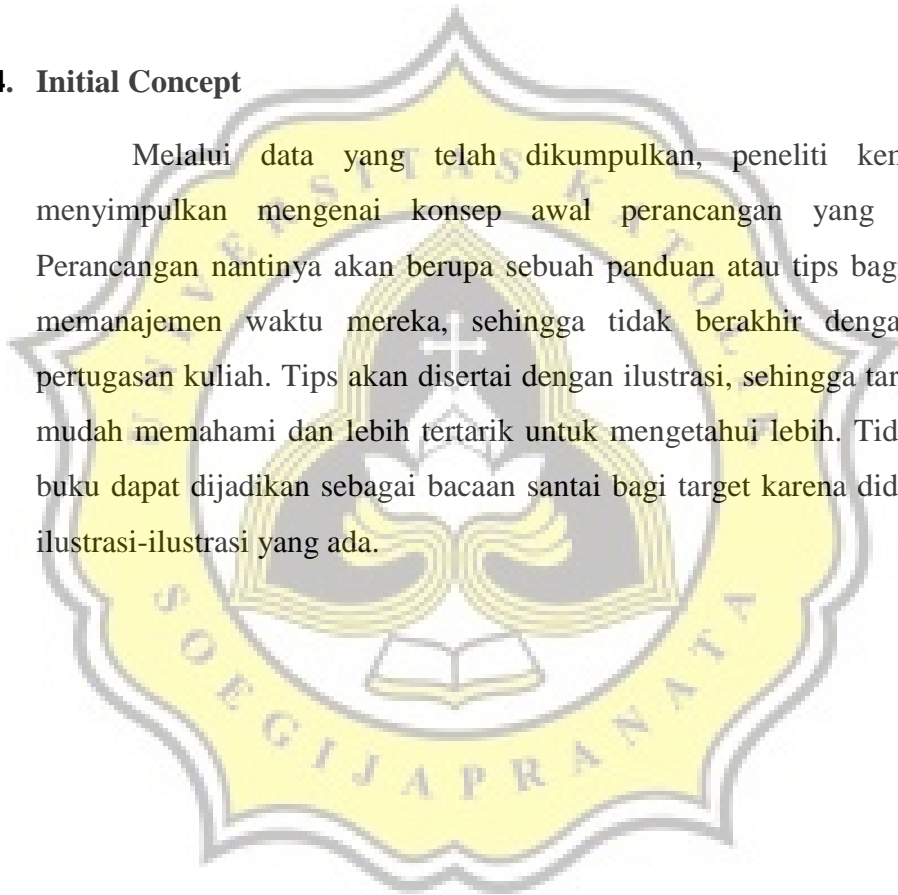 4. Initial Concept
Melalui data yang telah dikumpulkan, peneliti
menyimpulkan mengenai konsep awal perancangan yang
Perancangan nantinya akan berupa sebuah panduan atau tips
memanajemen waktu mereka, sehingga tidak berakhir
pertugasan kuliah. Tips akan disertai dengan ilustrasi, sehingga
mudah memahami dan lebih tertarik untuk mengetahui lebih.
buku dapat dijadikan sebagai bacaan santai bagi target karena
ilustrasi-ilustrasi yang ada.
UNIVERSITAS KATOLIK
SOEGIJAPRANATA